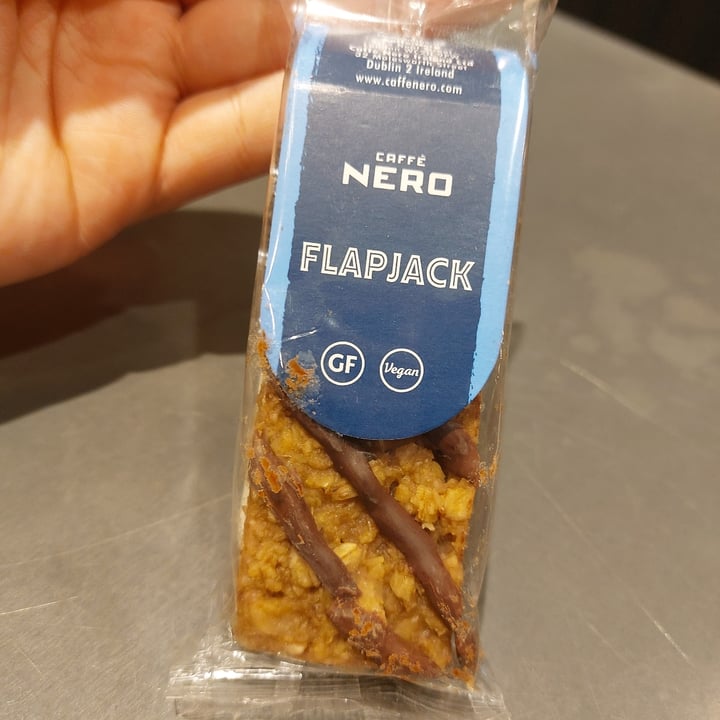 Dublin 2 Ireland
www.caffenero.com
CAFFÈ
NERO
FLAPJACK
GF
Vegan